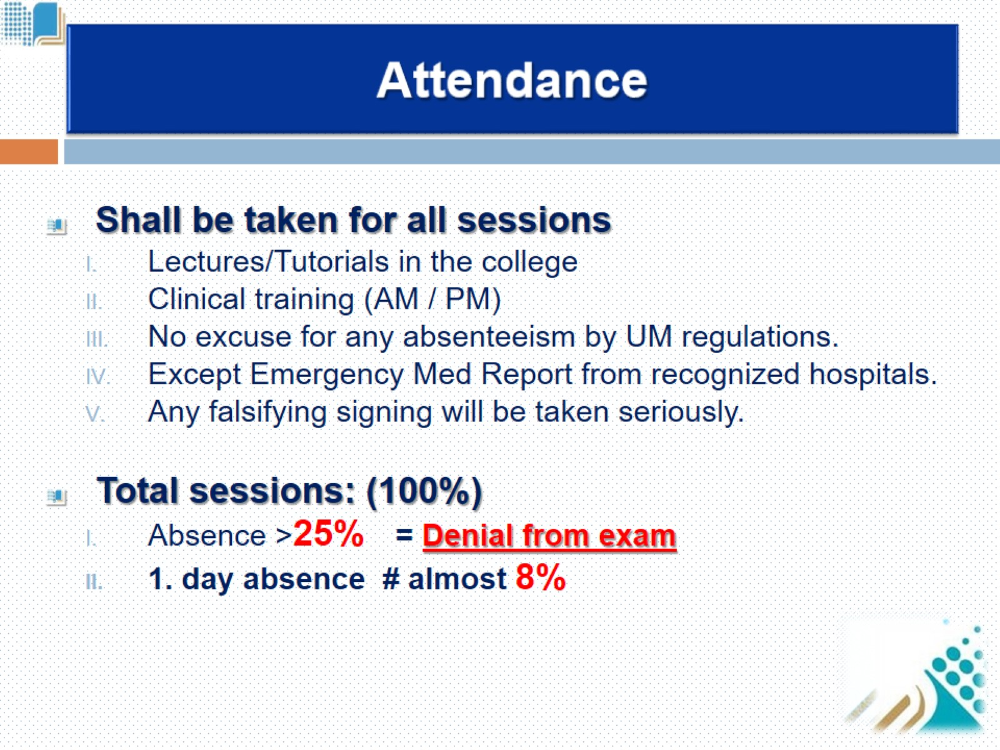 Attendance
Shall be taken for all sessions
I. Lectures/Tutorials in the college
II. Clinical training (AM / PM)
III. No excuse for any absenteeism by UM regulations.
IV. Except Emergency Med Report from recognized hospitals.
V. Any falsifying signing will be taken seriously.
Total sessions: (100%)
I. Absence >25% = Denial from exam
II. 1. day absence # almost 8%